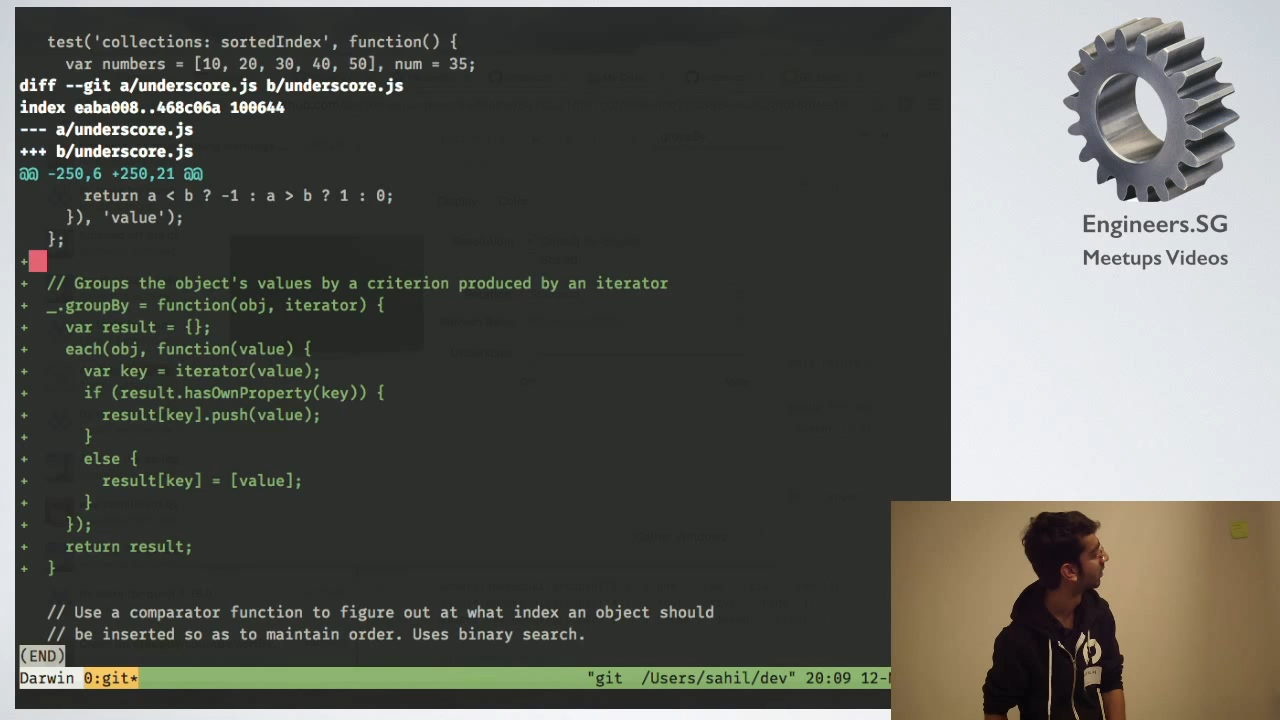 test('collections: sortedIndex', function() {
var numbers = [10, 20, 30, 40, 50], num = 35;
diff --git a/underscore.js b/underscore.js
index eaba008..468c06a 100644
--- a/underscore.js
+++ b/underscore.js
@@ -250,6 +250,21 @@
return a < b ? -1 : a > b ? 1 : 0;
}), 'value');
};
+
+ // Groups the object's values by a criterion produced by an iterator
+ _.groupBy = function(obj, iterator) {
+ var result = {};
+ each(obj, function(value) {
+ var key = iterator(value);
+ if (result.hasOwnProperty(key)) {
+ result[key].push(value);
+ }
+ else {
+ result[key] = [value];
+ }
+ });
+ return result;
+ }
// Use a comparator function to figure out at what index an object should
// be inserted so as to maintain order. Uses binary search.
(END)
Darwin 0:git* "git /Users/sahil/dev" 20:09 12-
Engineers.SG
Meetups Videos